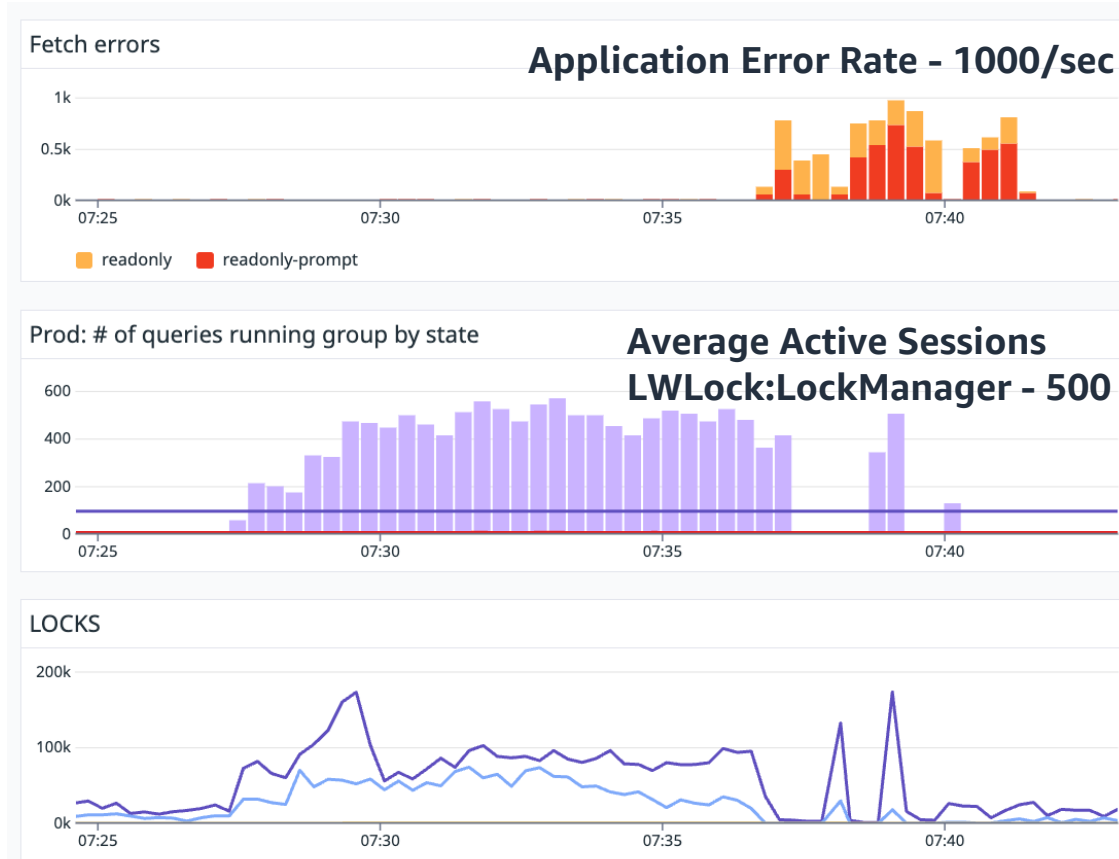 Fetch errors
Application Error Rate - 1000/sec
1k
0.5k
0k
07:25 07:30 07:35 07:40
readonly readonly-prompt
Prod: # of queries running group by state
Average Active Sessions
LWLock:LockManager - 500
600
400
200
0
07:25 07:30 07:35 07:40
LOCKS
200k
100k
0k
07:25 07:30 07:35 07:40